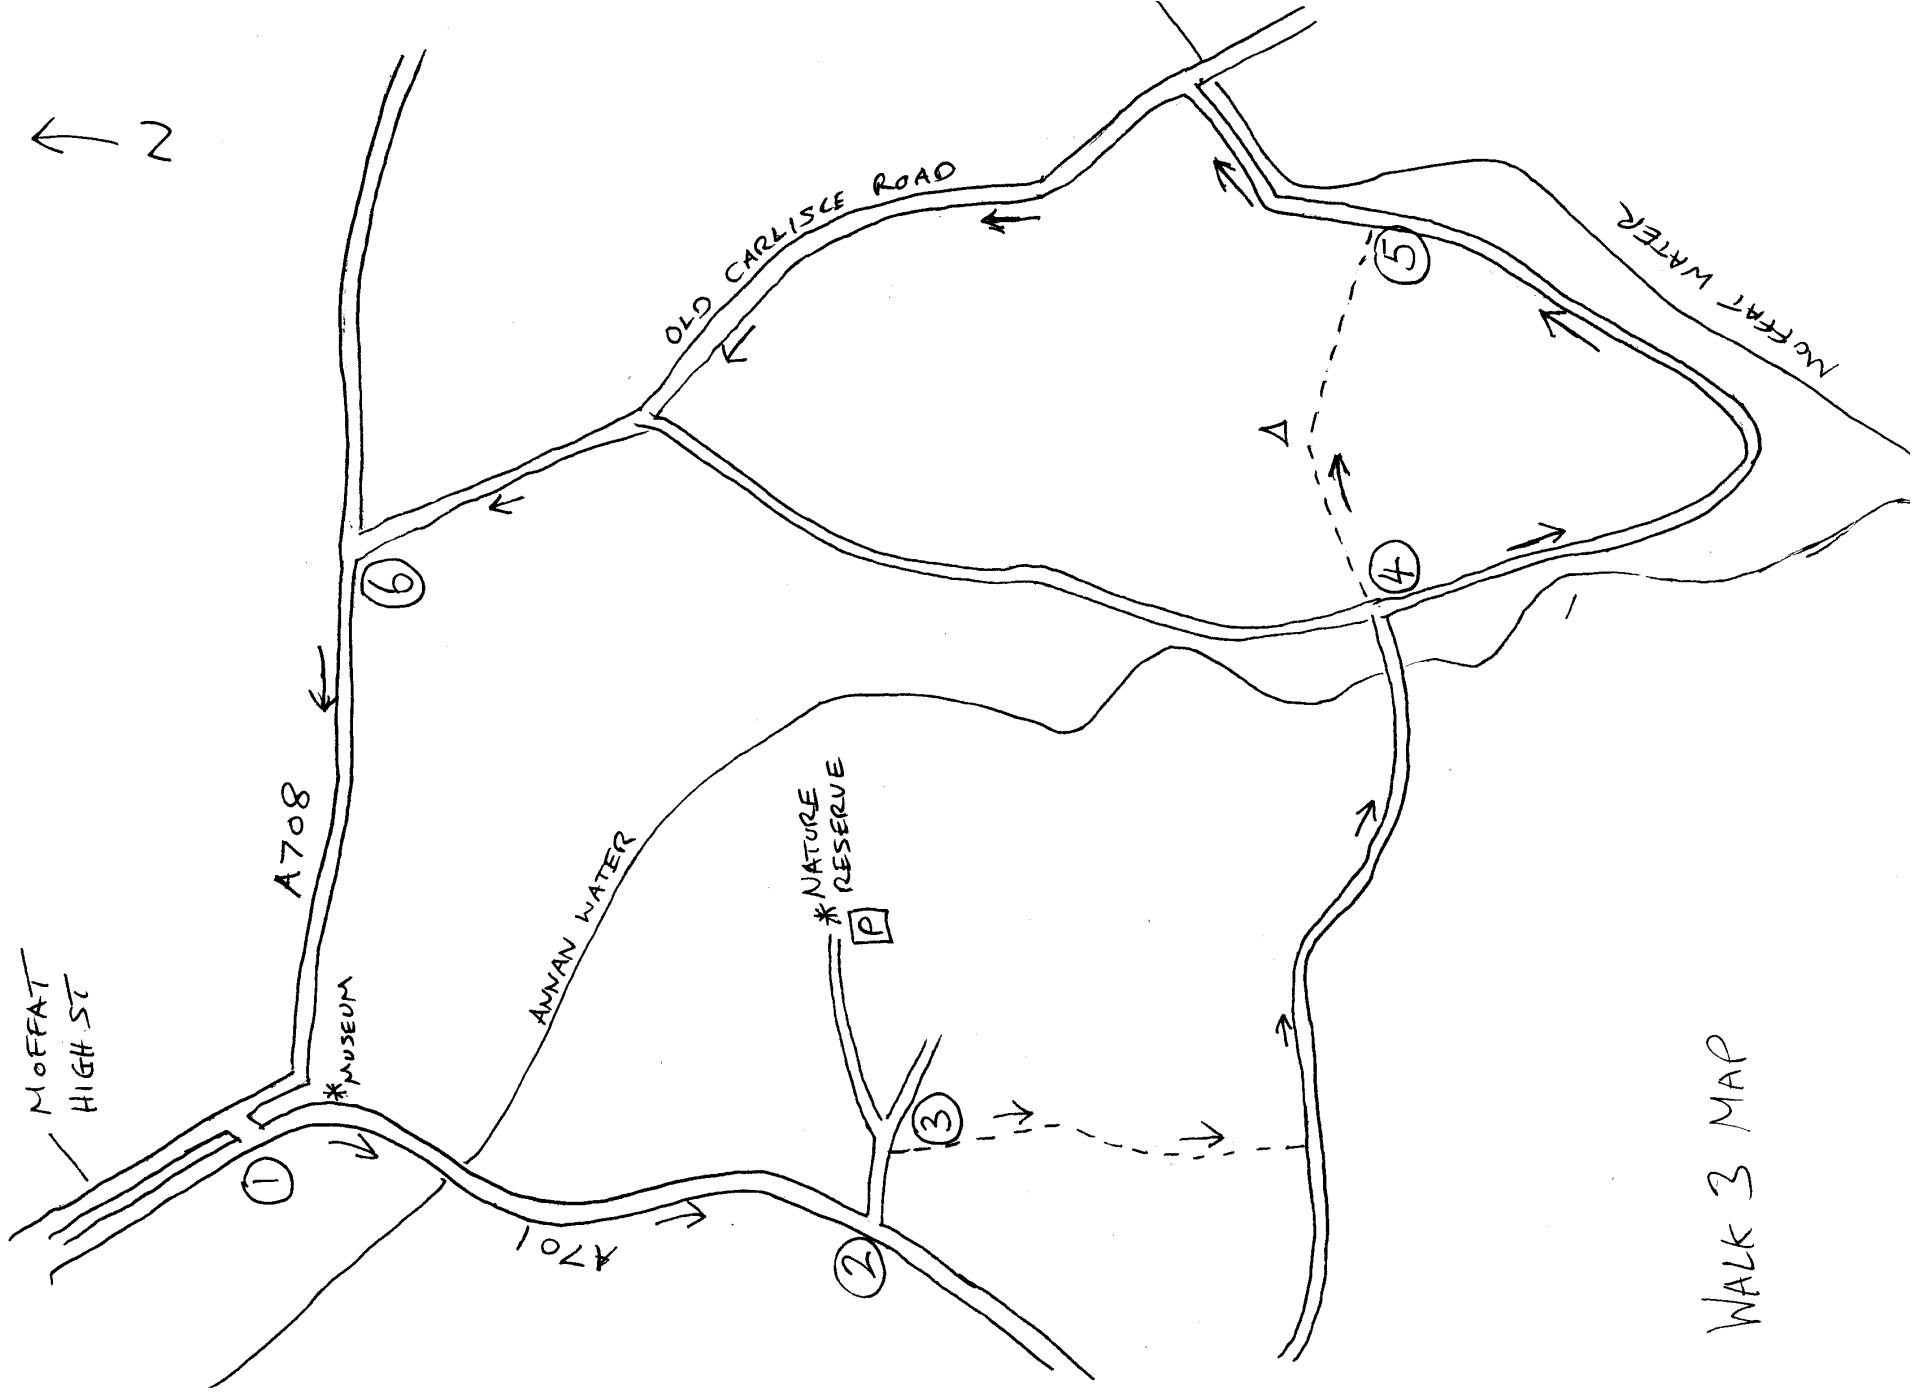 N
MOFFAT
HIGH ST
A708
* MUSEUM
1
A701
ANNAN WATER
2
3
* NATURE
RESERVE
P
4
5
6
OLD CARLISLE ROAD
MOFFAT WATER
WALK 3 MAP